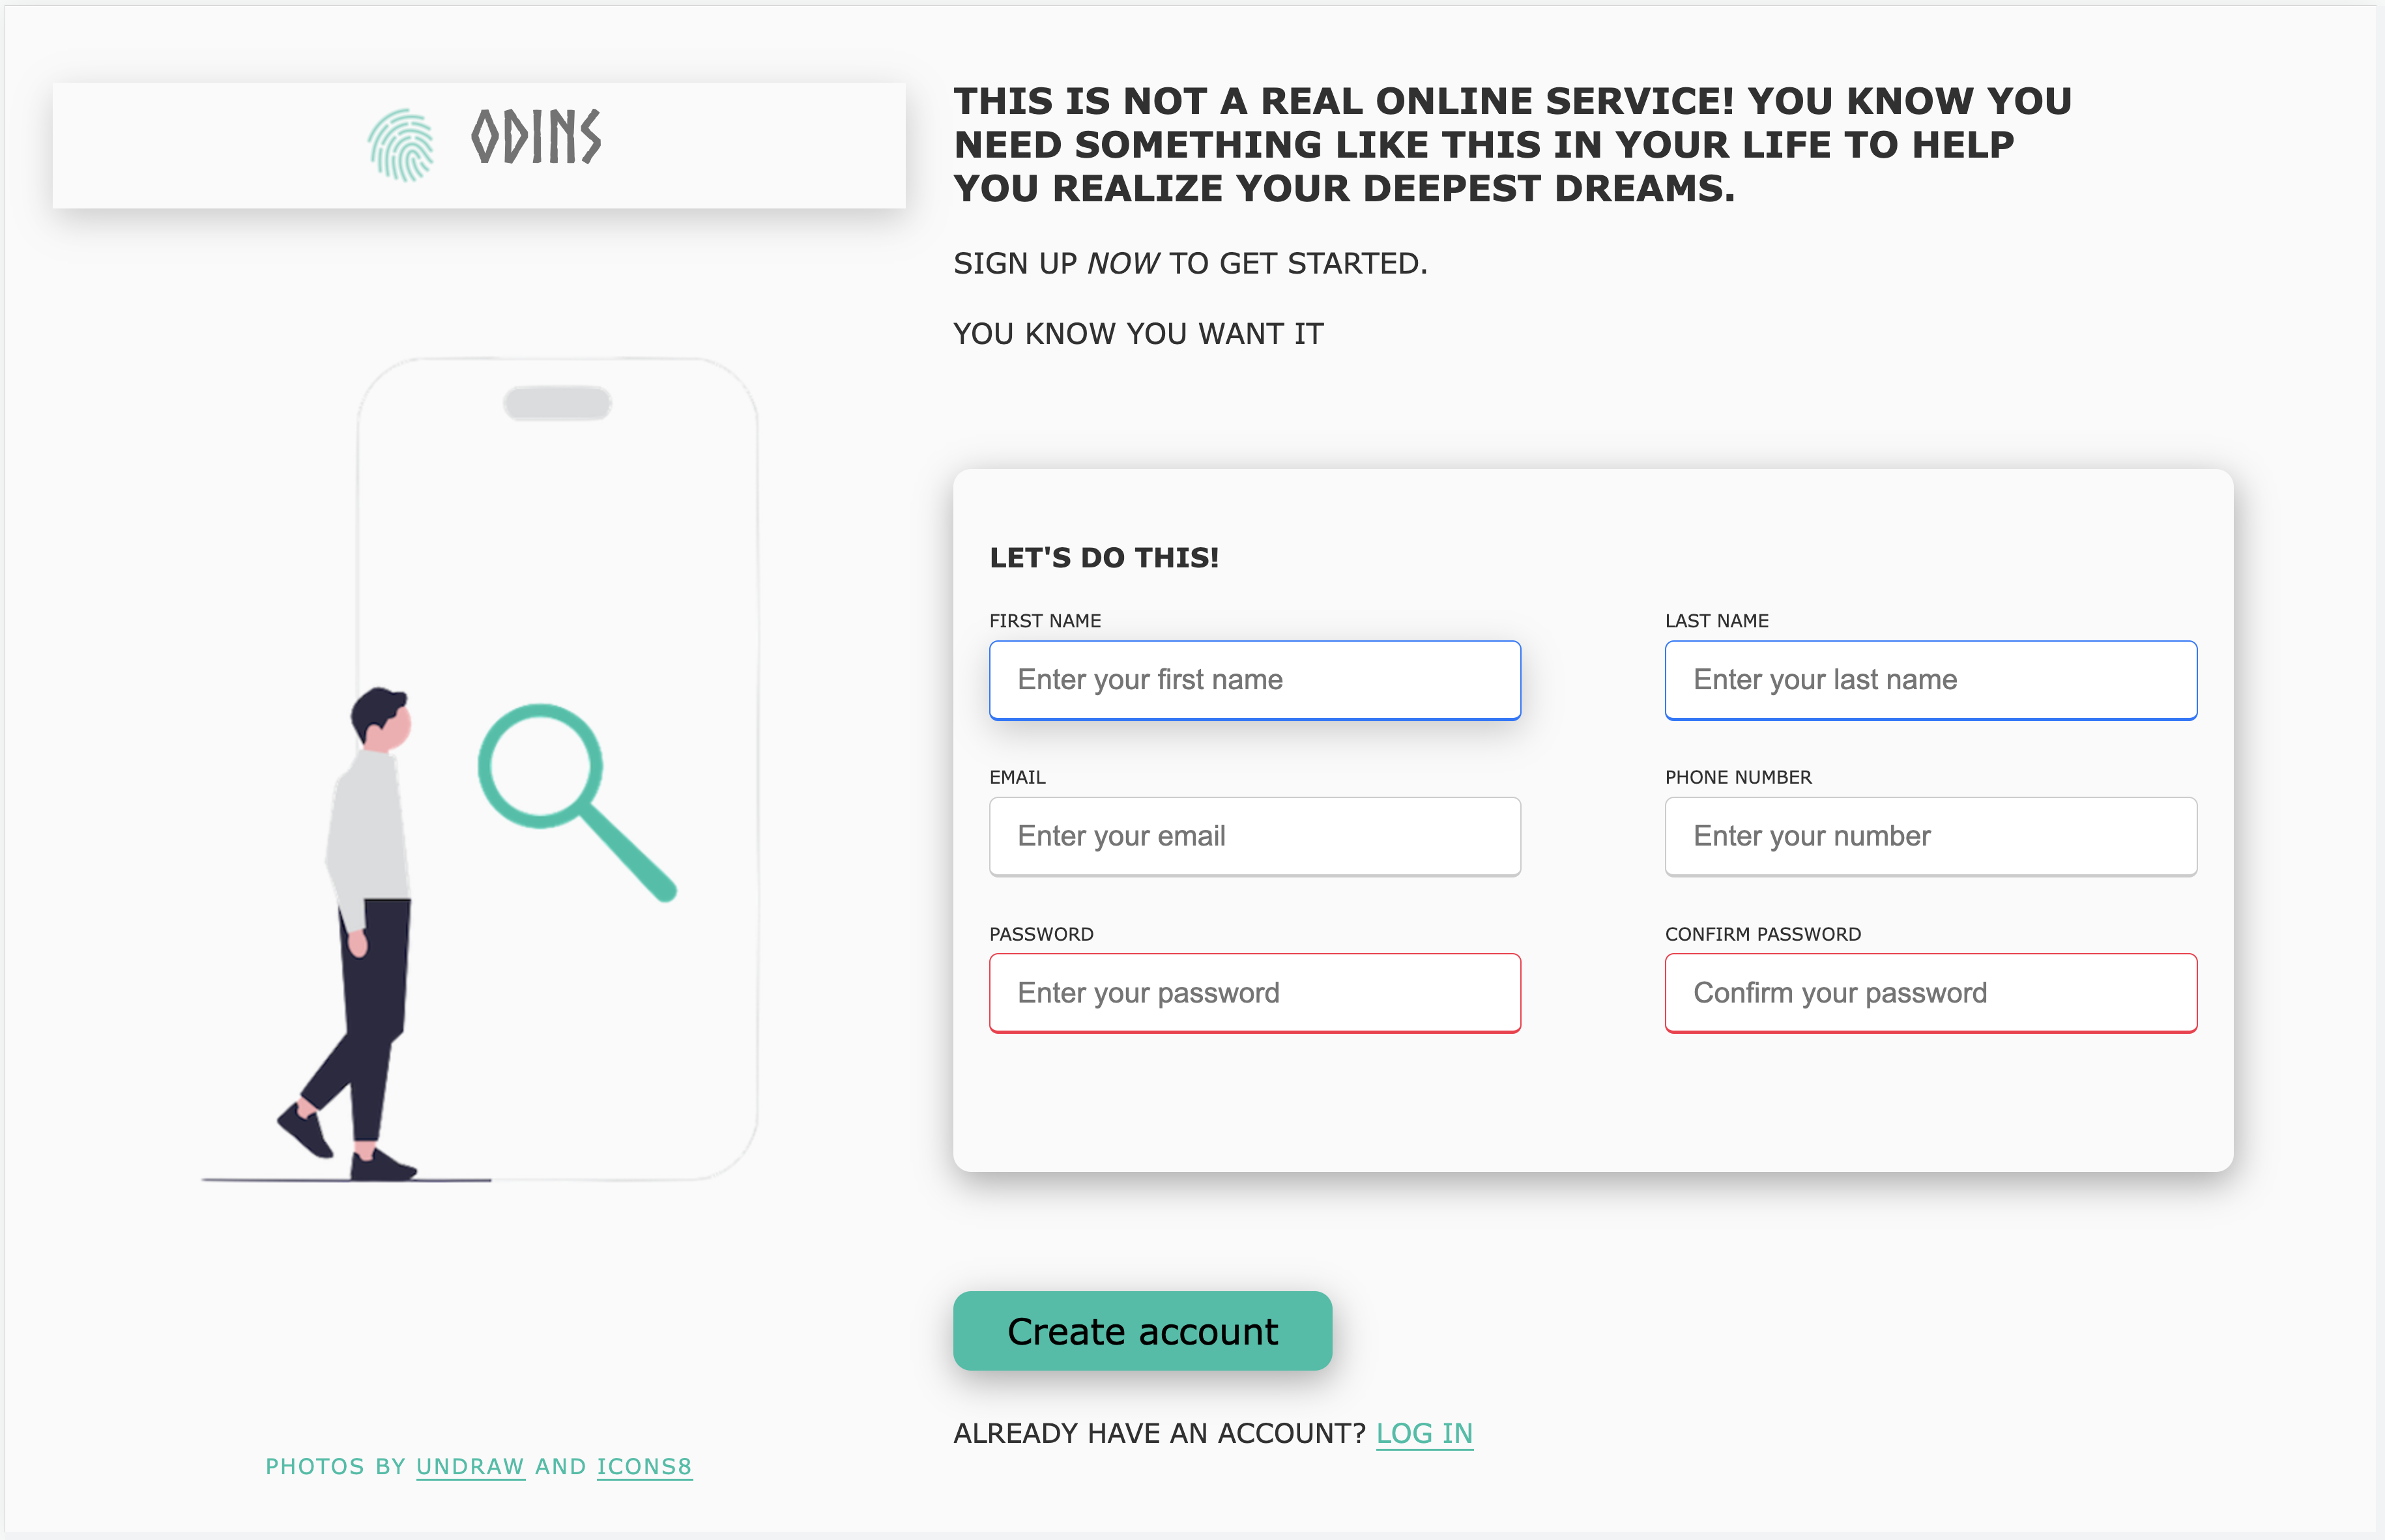 ODINS
THIS IS NOT A REAL ONLINE SERVICE! YOU KNOW YOU
NEED SOMETHING LIKE THIS IN YOUR LIFE TO HELP
YOU REALIZE YOUR DEEPEST DREAMS.
SIGN UP NOW TO GET STARTED.
YOU KNOW YOU WANT IT
LET'S DO THIS!
FIRST NAME
Enter your first name
LAST NAME
Enter your last name
EMAIL
Enter your email
PHONE NUMBER
Enter your number
PASSWORD
Enter your password
CONFIRM PASSWORD
Confirm your password
Create account
ALREADY HAVE AN ACCOUNT? LOG IN
PHOTOS BY UNDRAW AND ICONS8